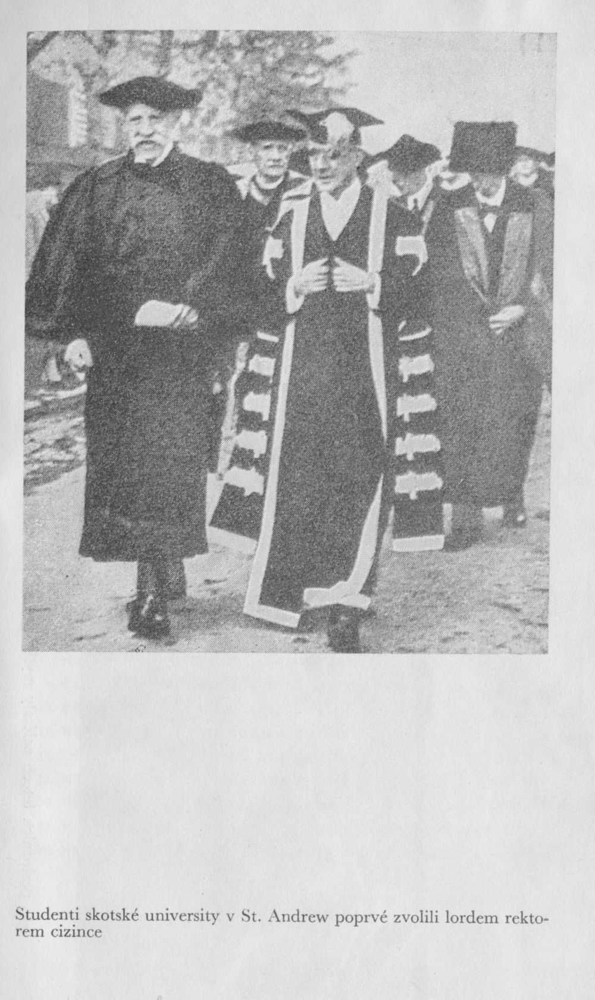 Studenti skotské university v St. Andrew poprvé zvolili lordem rekto-
rem cizince